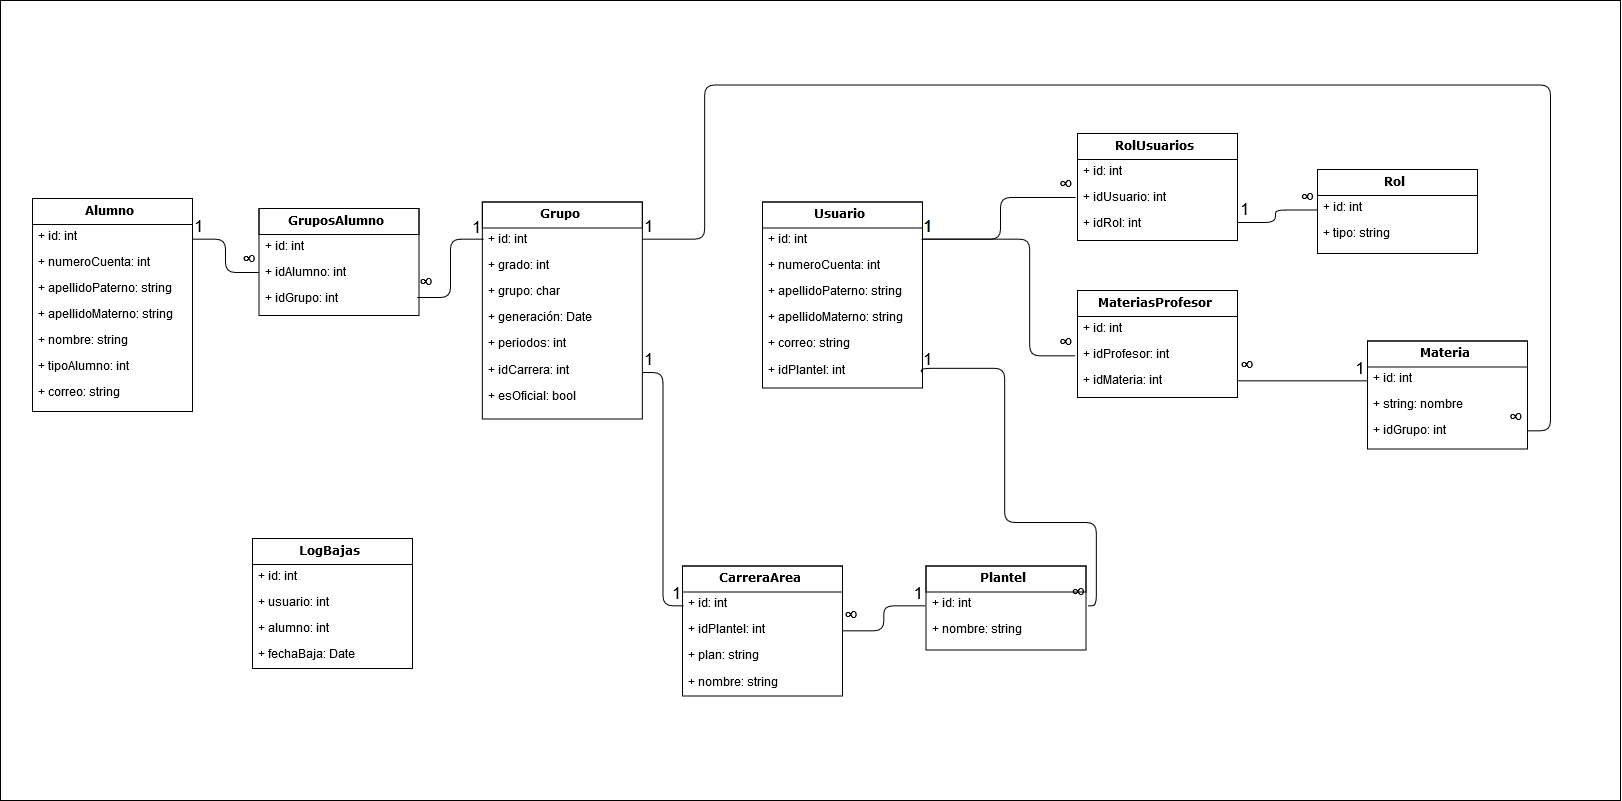 Alumno
+ id: int
+ numeroCuenta: int
+ apellidoPaterno: string
+ apellidoMaterno: string
+ nombre: string
+ tipoAlumno: int
+ correo: string
1
∞
GruposAlumno
+ id: int
+ idAlumno: int
+ idGrupo: int
∞
1
Grupo
+ id: int
+ grado: int
+ grupo: char
+ generación: Date
+ periodos: int
+ idCarrera: int
+ esOficial: bool
1
1
Usuario
+ id: int
+ numeroCuenta: int
+ apellidoPaterno: string
+ apellidoMaterno: string
+ correo: string
+ idPlantel: int
1
1
∞
RolUsuarios
+ id: int
+ idUsuario: int
+ idRol: int
1
∞
Rol
+ id: int
+ tipo: string
∞
MateriasProfesor
+ id: int
+ idProfesor: int
+ idMateria: int
∞
1
Materia
+ id: int
+ string: nombre
+ idGrupo: int
∞
LogBajas
+ id: int
+ usuario: int
+ alumno: int
+ fechaBaja: Date
1
CarreraArea
+ id: int
+ idPlantel: int
+ plan: string
+ nombre: string
∞
1
Plantel
+ id: int
+ nombre: string
∞